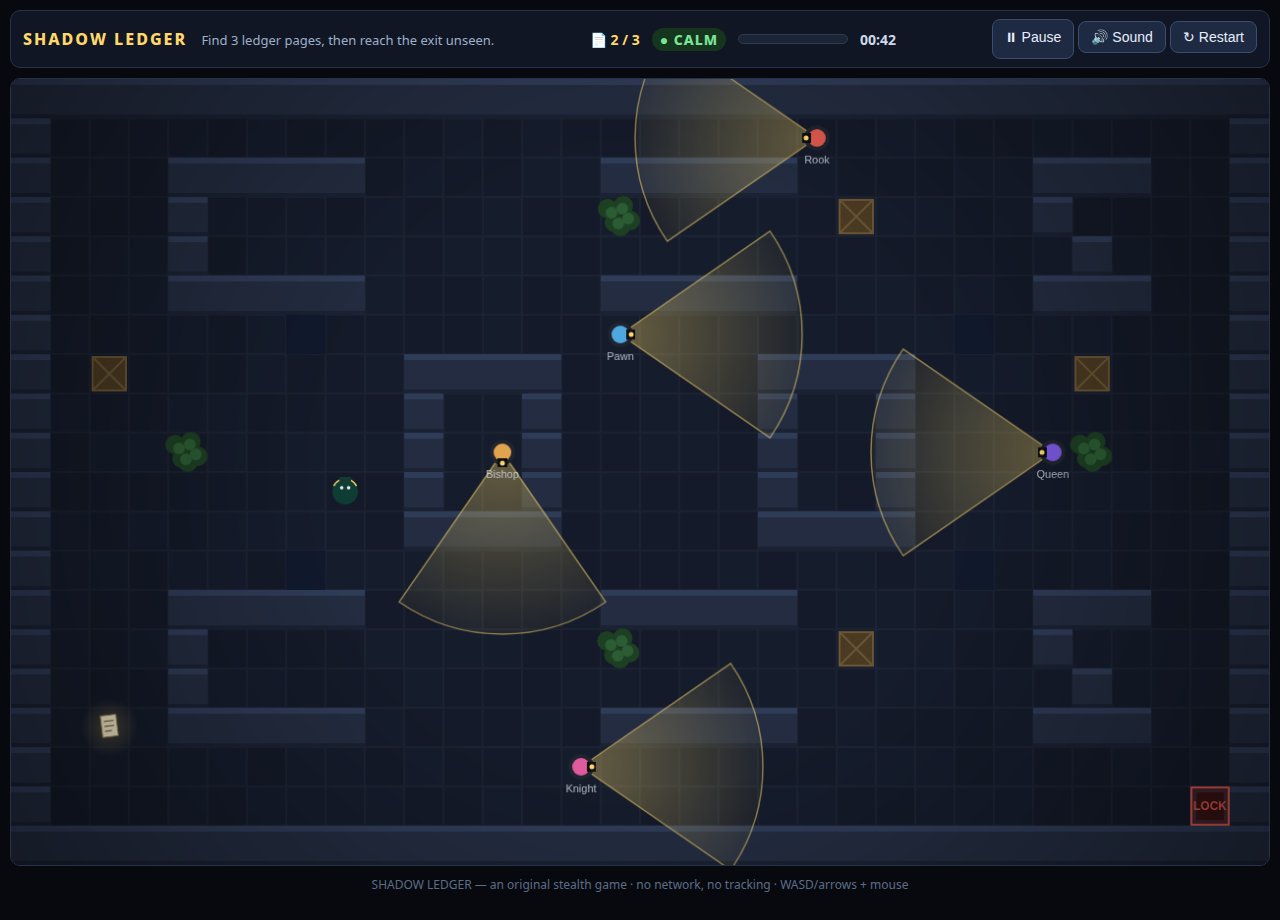 SHADOW LEDGER Find 3 ledger pages, then reach the exit unseen. 2 / 3 CALM 00:42 Pause Sound Restart
Rook
Pawn
Bishop
Queen
Knight
LOCK
SHADOW LEDGER — an original stealth game · no network, no tracking · WASD/arrows + mouse